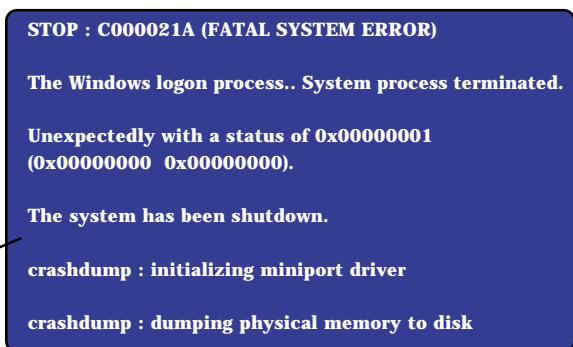 STOP : C000021A (FATAL SYSTEM ERROR)
The Windows logon process.. System process terminated.
Unexpectedly with a status of 0x00000001
(0x00000000 0x00000000).
The system has been shutdown.
crashdump : initializing miniport driver
crashdump : dumping physical memory to disk